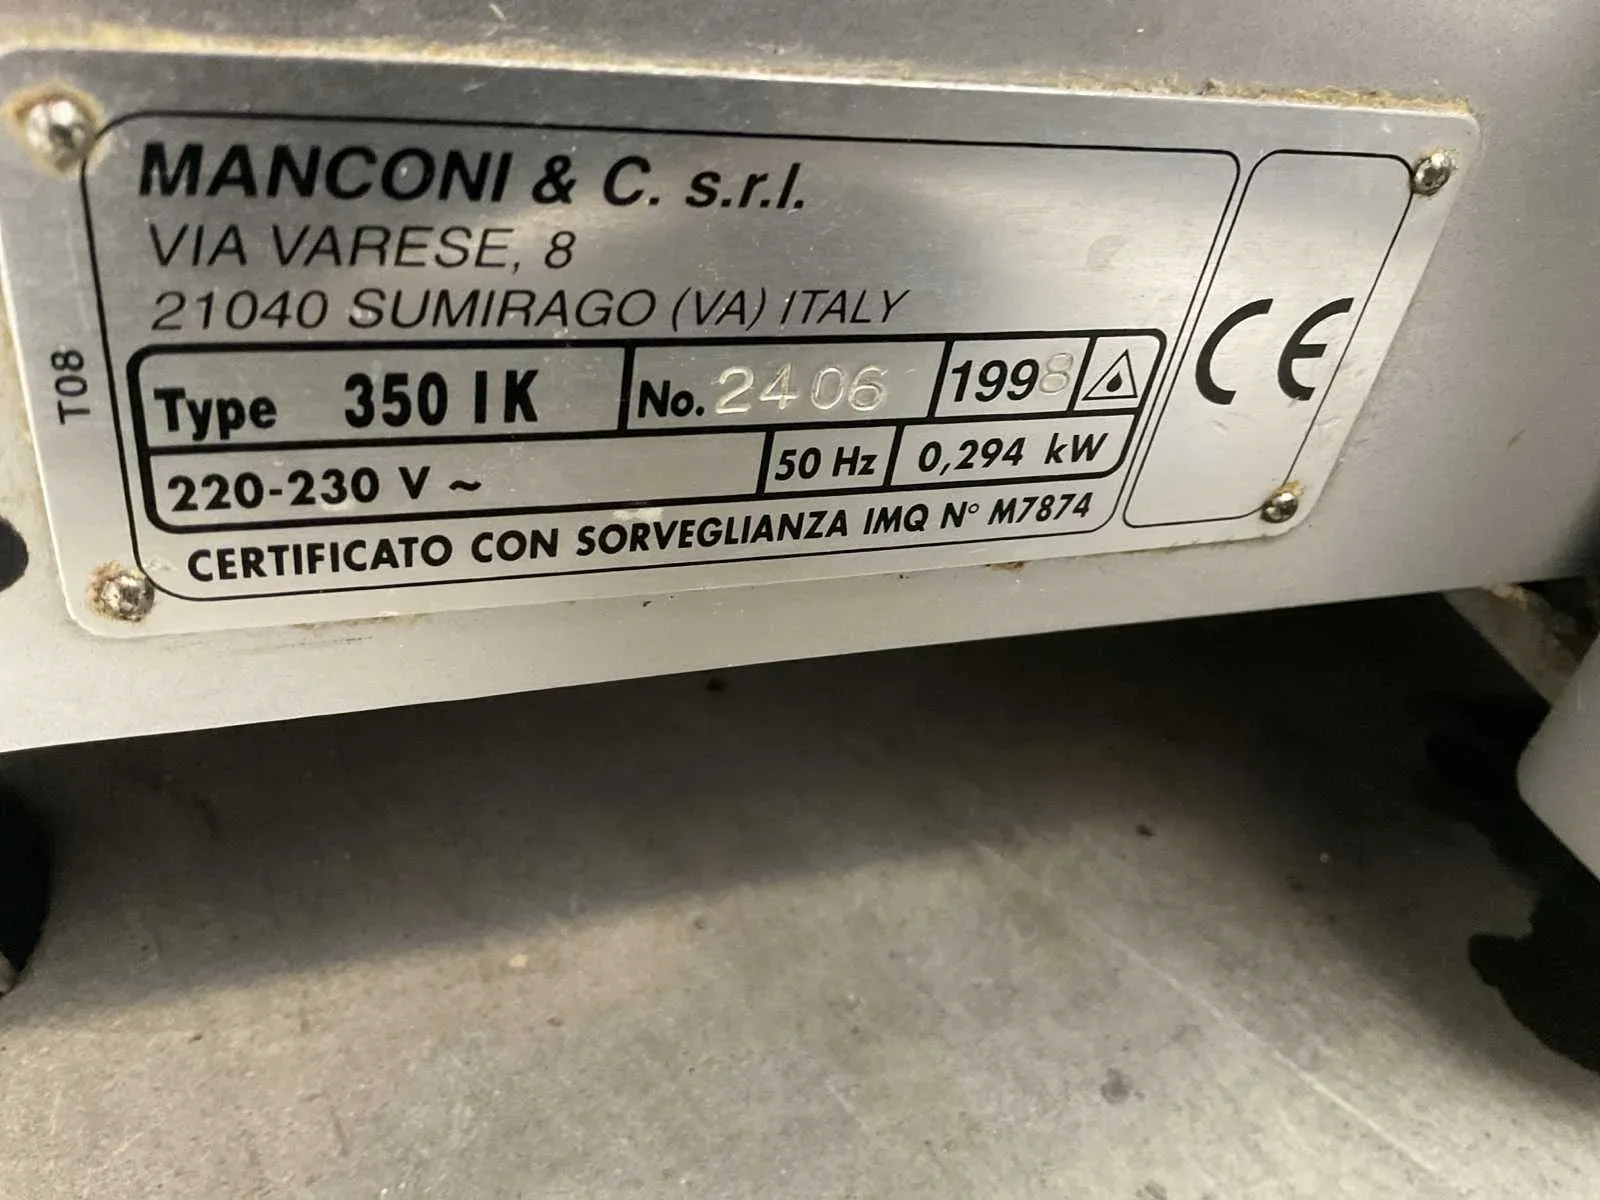 MANCONI & C. s.r.l.
VIA VARESE, 8
21040 SUMIRAGO (VA) ITALY
T08
Type 350 IK No. 2406 1998
220-230 V ~ 50 Hz 0,294 kW
CERTIFICATO CON SORVEGLIANZA IMQ N° M7874
CE